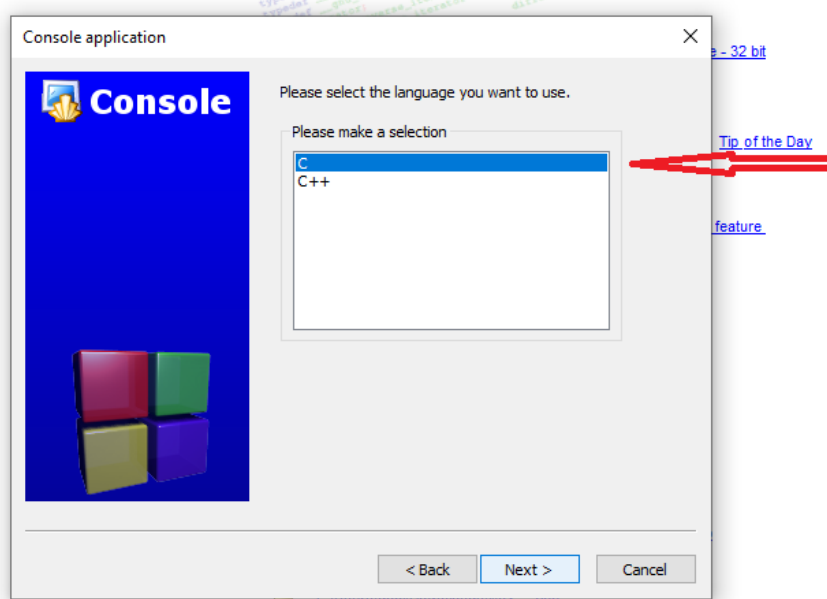 Console application
e - 32 bit
Console
Please select the language you want to use.
Please make a selection
Tip of the Day
C
C++
feature
< Back
Next >
Cancel